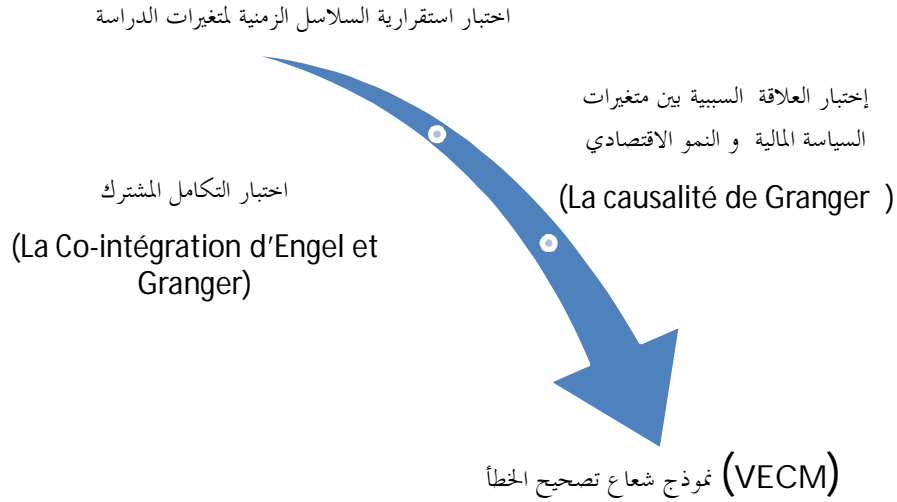 اختبار استقرارية السلاسل الزمنية لمتغيرات الدراسة
إختبار العلاقة السببية بين متغيرات
السياسة المالية و النمو الاقتصادي
(La causalité de Granger )
اختبار التكامل المشترك
(La Co-intégration d’Engel et
Granger)
(VECM) نموذج شعاع تصحيح الخطأ